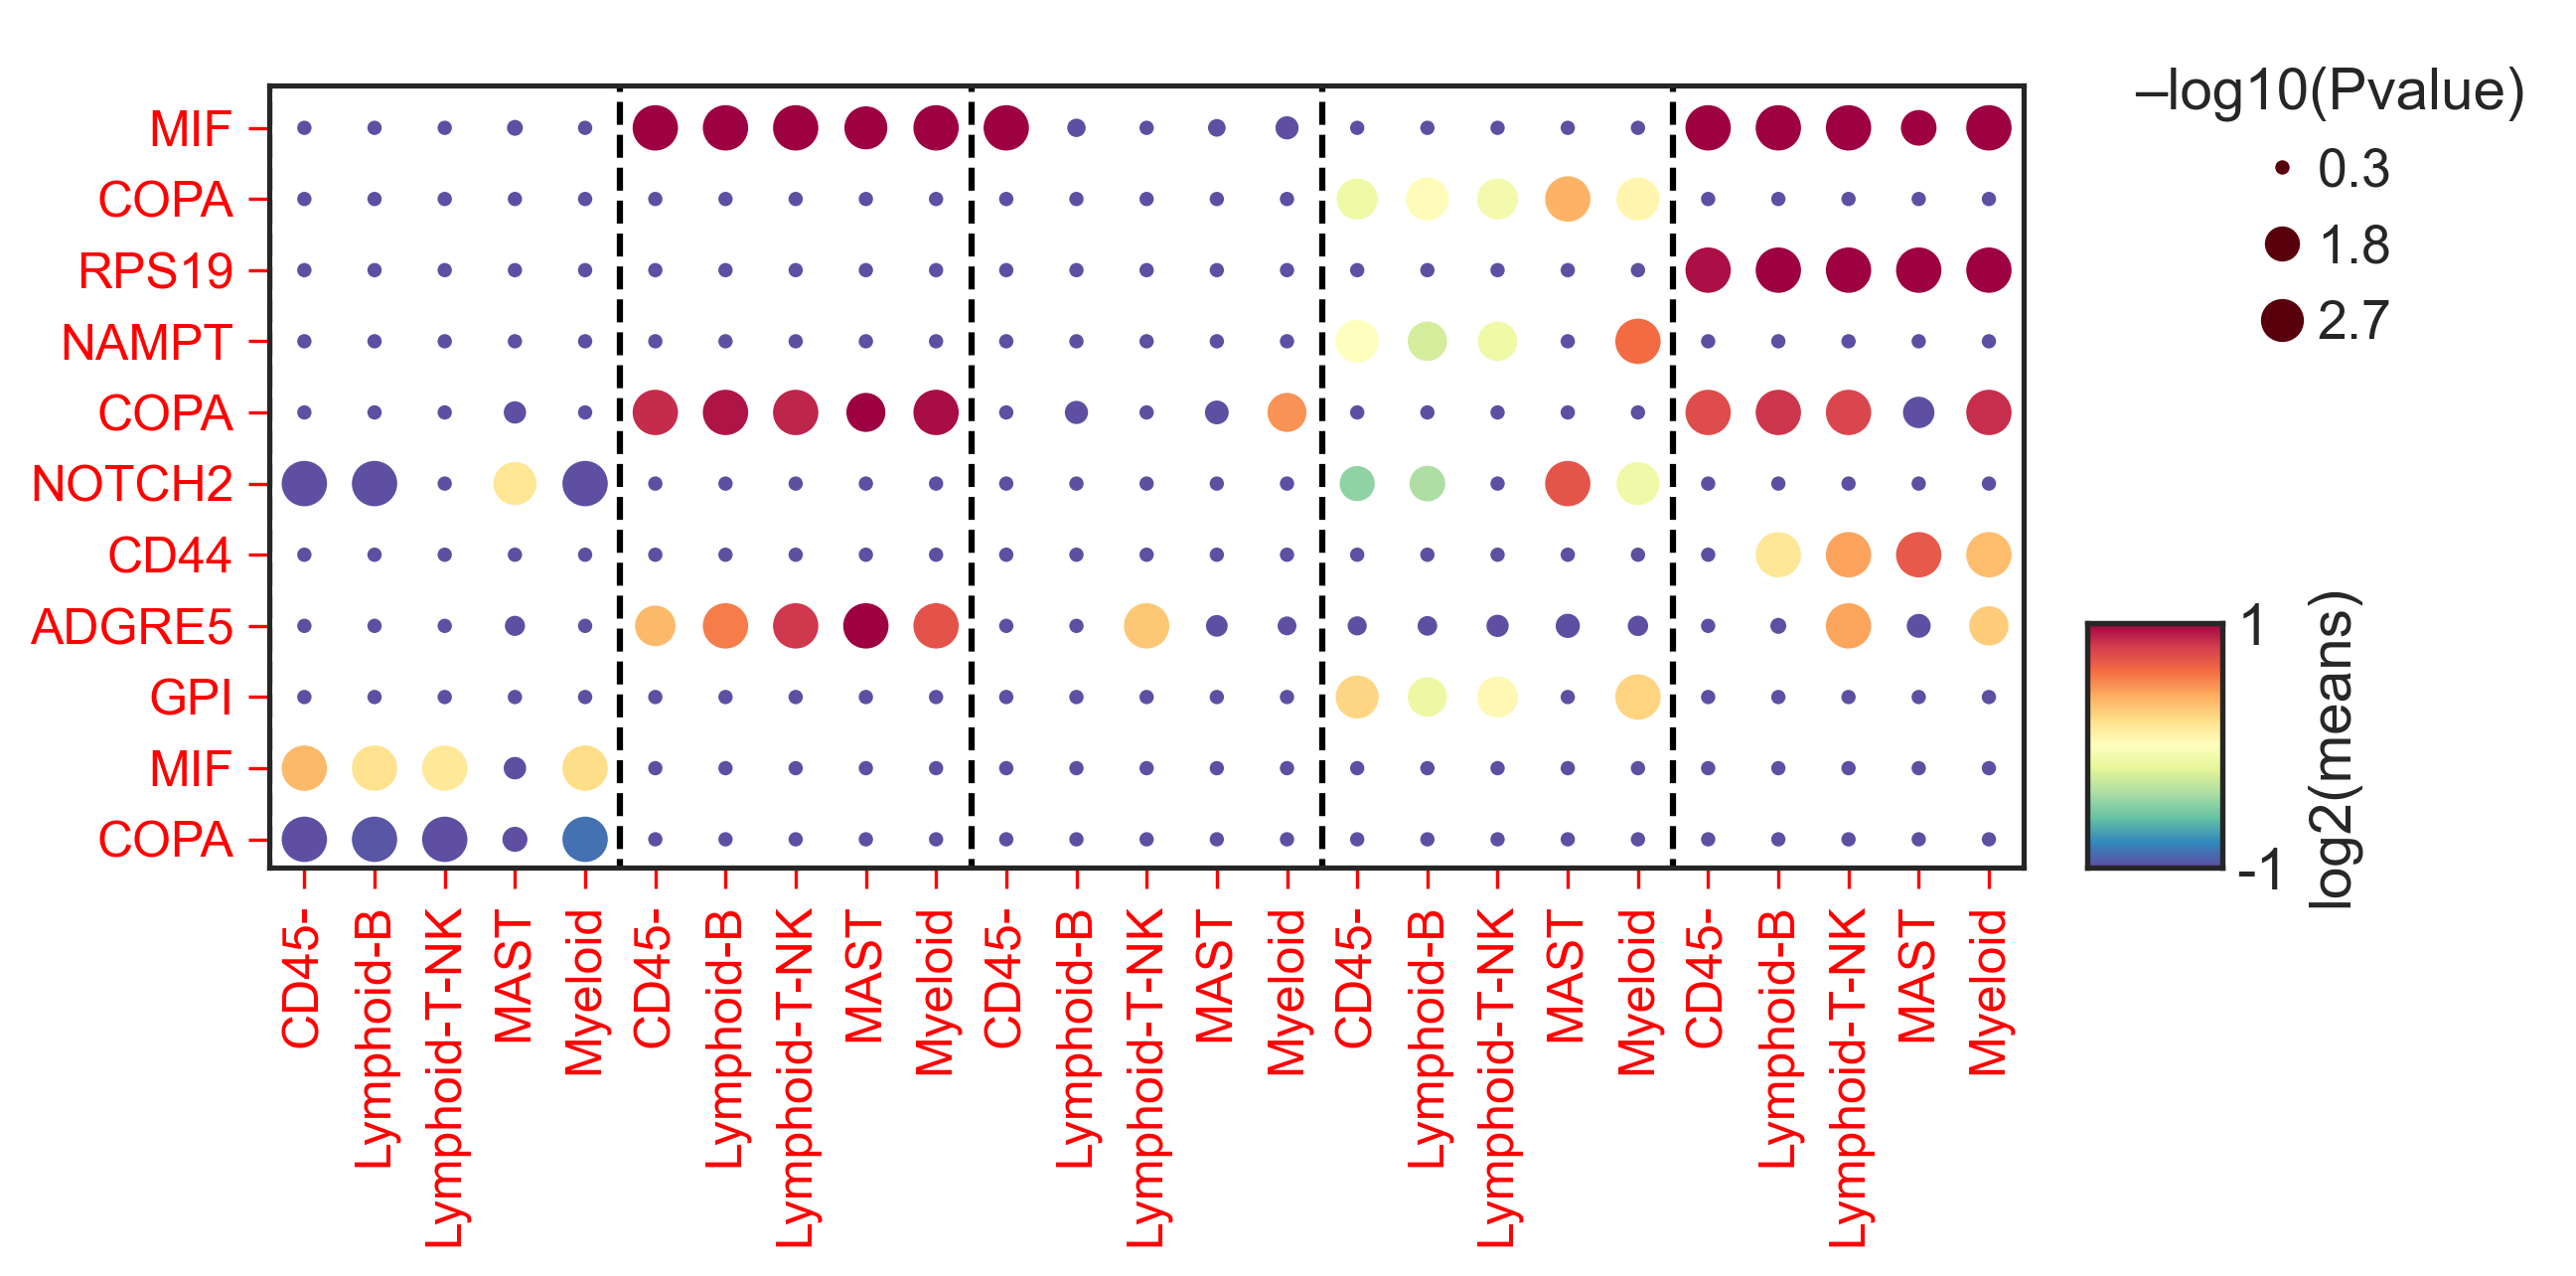 –log10(Pvalue)
0.3
1.8
2.7
MIF
COPA
RPS19
NAMPT
COPA
NOTCH2
CD44
ADGRE5
GPI
MIF
COPA
1
-1
log2(means)
CD45-
Lymphoid-B
Lymphoid-T-NK
MAST
Myeloid
CD45-
Lymphoid-B
Lymphoid-T-NK
MAST
Myeloid
CD45-
Lymphoid-B
Lymphoid-T-NK
MAST
Myeloid
CD45-
Lymphoid-B
Lymphoid-T-NK
MAST
Myeloid
CD45-
Lymphoid-B
Lymphoid-T-NK
MAST
Myeloid